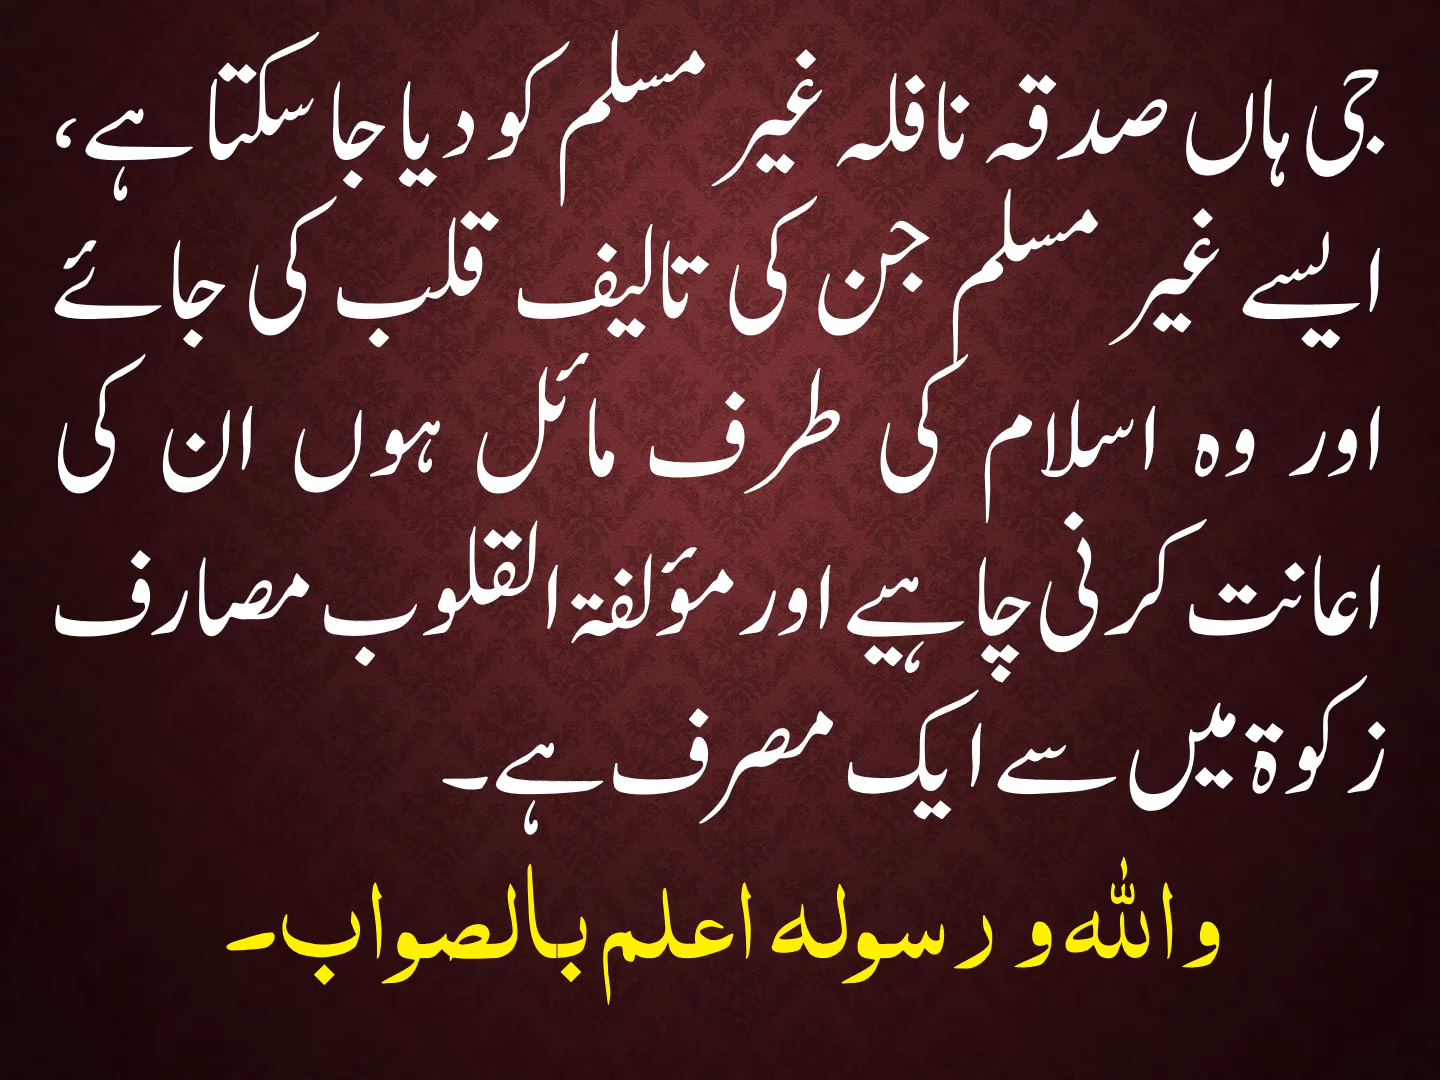 جی ہاں صدقہ نافلہ غیر مسلم کو دیا جا سکتا ہے،
ایسے غیر مسلم جن کی تالیف قلب کی جائے
اور وہ اسلام کی طرف مائل ہوں ان کی
اعانت کرنی چاہیے اور مؤلفۃ القلوب مصارف
زکوۃ میں سے ایک مصرف ہے۔
واللہ و رسولہ اعلم بالصواب۔